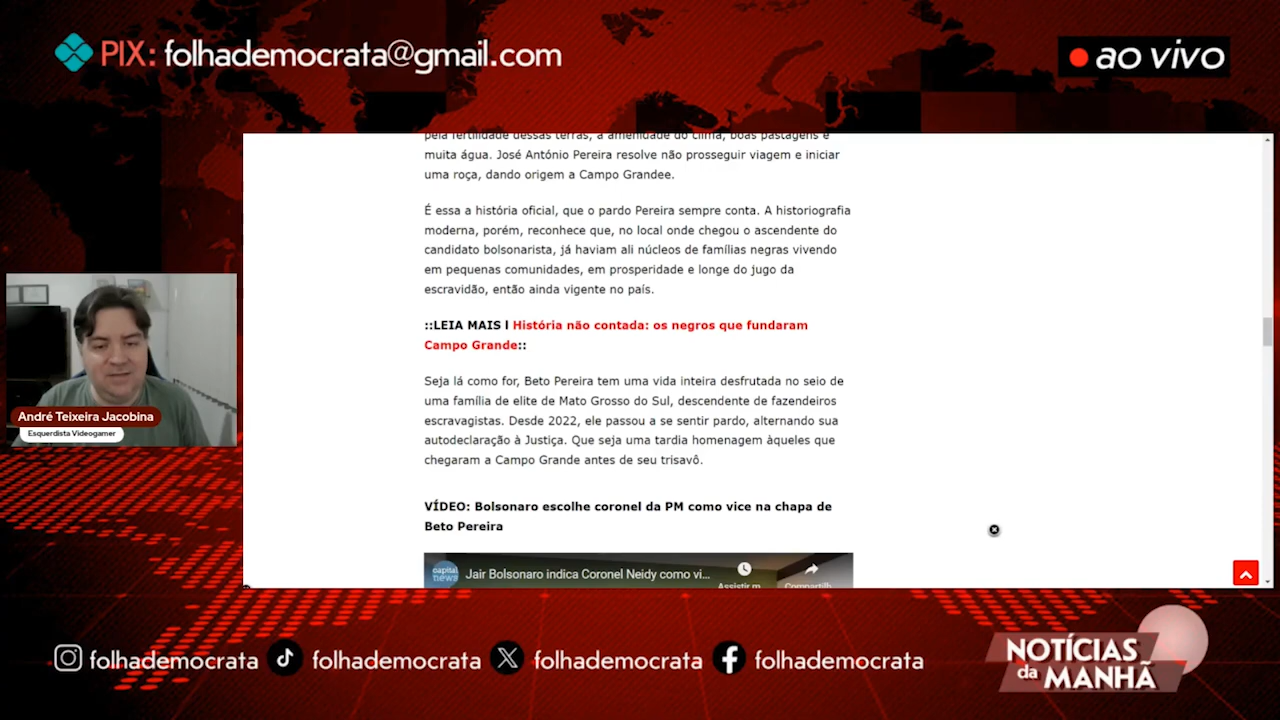 PIX: folhademocrata@gmail.com
ao vivo
pela fertilidade dessas terras, a amenidade do clima, boas pastagens e
muita água. José Antônio Pereira resolve não prosseguir viagem e iniciar
uma roça, dando origem a Campo Grandee.
É essa a história oficial, que o pardo Pereira sempre conta. A historiografia
moderna, porém, reconhece que, no local onde chegou o ascendente do
candidato bolsonarista, já haviam ali núcleos de famílias negras vivendo
em pequenas comunidades, em prosperidade e longe do jugo da
escravidão, então ainda vigente no país.
::LEIA MAIS l História não contada: os negros que fundaram
Campo Grande::
Seja lá como for, Beto Pereira tem uma vida inteira desfrutada no seio de
uma família de elite de Mato Grosso do Sul, descendente de fazendeiros
escravagistas. Desde 2022, ele passou a se sentir pardo, alternando sua
autodeclaração à Justiça. Que seja uma tardia homenagem àqueles que
chegaram a Campo Grande antes de seu trisavô.
VÍDEO: Bolsonaro escolhe coronel da PM como vice na chapa de
Beto Pereira
capital
news
Jair Bolsonaro indica Coronel Neidy como vi...
Assistir m
Compartilh
André Teixeira Jacobina
Esquerdista Videogamer
folhademocrata
folhademocrata
folhademocrata
folhademocrata
NOTÍCIAS
da MANHÃ